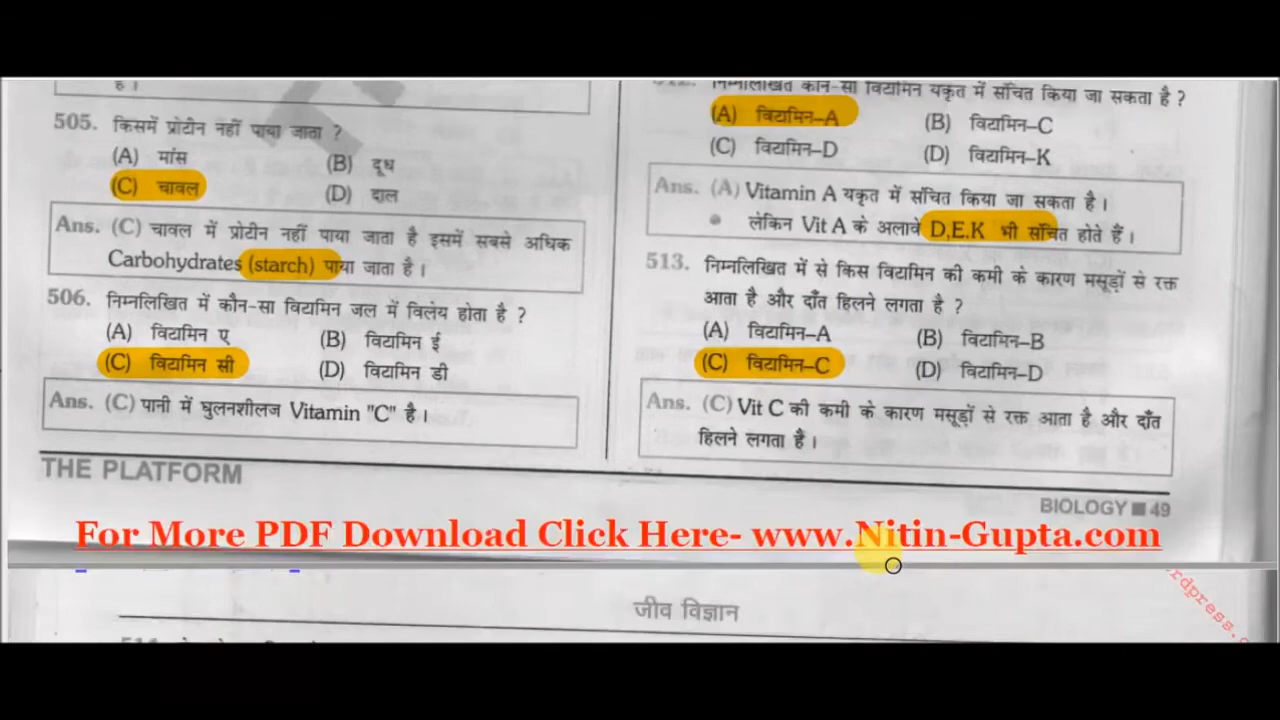 है।
505. किसमें प्रोटीन नहीं पाया जाता ?
(A) मांस (B) दूध
(C) चावल (D) दाल
Ans. (C) चावल में प्रोटीन नहीं पाया जाता है इसमें सबसे अधिक
Carbohydrates (starch) पाया जाता है।
506. निम्नलिखित में कौन-सा विटामिन जल में विलेय होता है ?
(A) विटामिन ए (B) विटामिन ई
(C) विटामिन सी (D) विटामिन डी
Ans. (C) पानी में घुलनशीलज Vitamin "C" है।
THE PLATFORM
निम्नलिखित कौन-सा विटामिन यकृत में संचित किया जा सकता है ?
(A) विटामिन-A (B) विटामिन-C
(C) विटामिन-D (D) विटामिन-K
Ans. (A) Vitamin A यकृत में संचित किया जा सकता है।
• लेकिन Vit A के अलावे D,E.K भी संचित होते हैं।
513. निम्नलिखित में से किस विटामिन की कमी के कारण मसूड़ों से रक्त
आता है और दाँत हिलने लगता है ?
(A) विटामिन-A (B) विटामिन-B
(C) विटामिन-C (D) विटामिन-D
Ans. (C) Vit C की कमी के कारण मसूड़ों से रक्त आता है और दाँत
हिलने लगता है।
BIOLOGY ■ 49
For More PDF Download Click Here- www.Nitin-Gupta.com
जीव विज्ञान